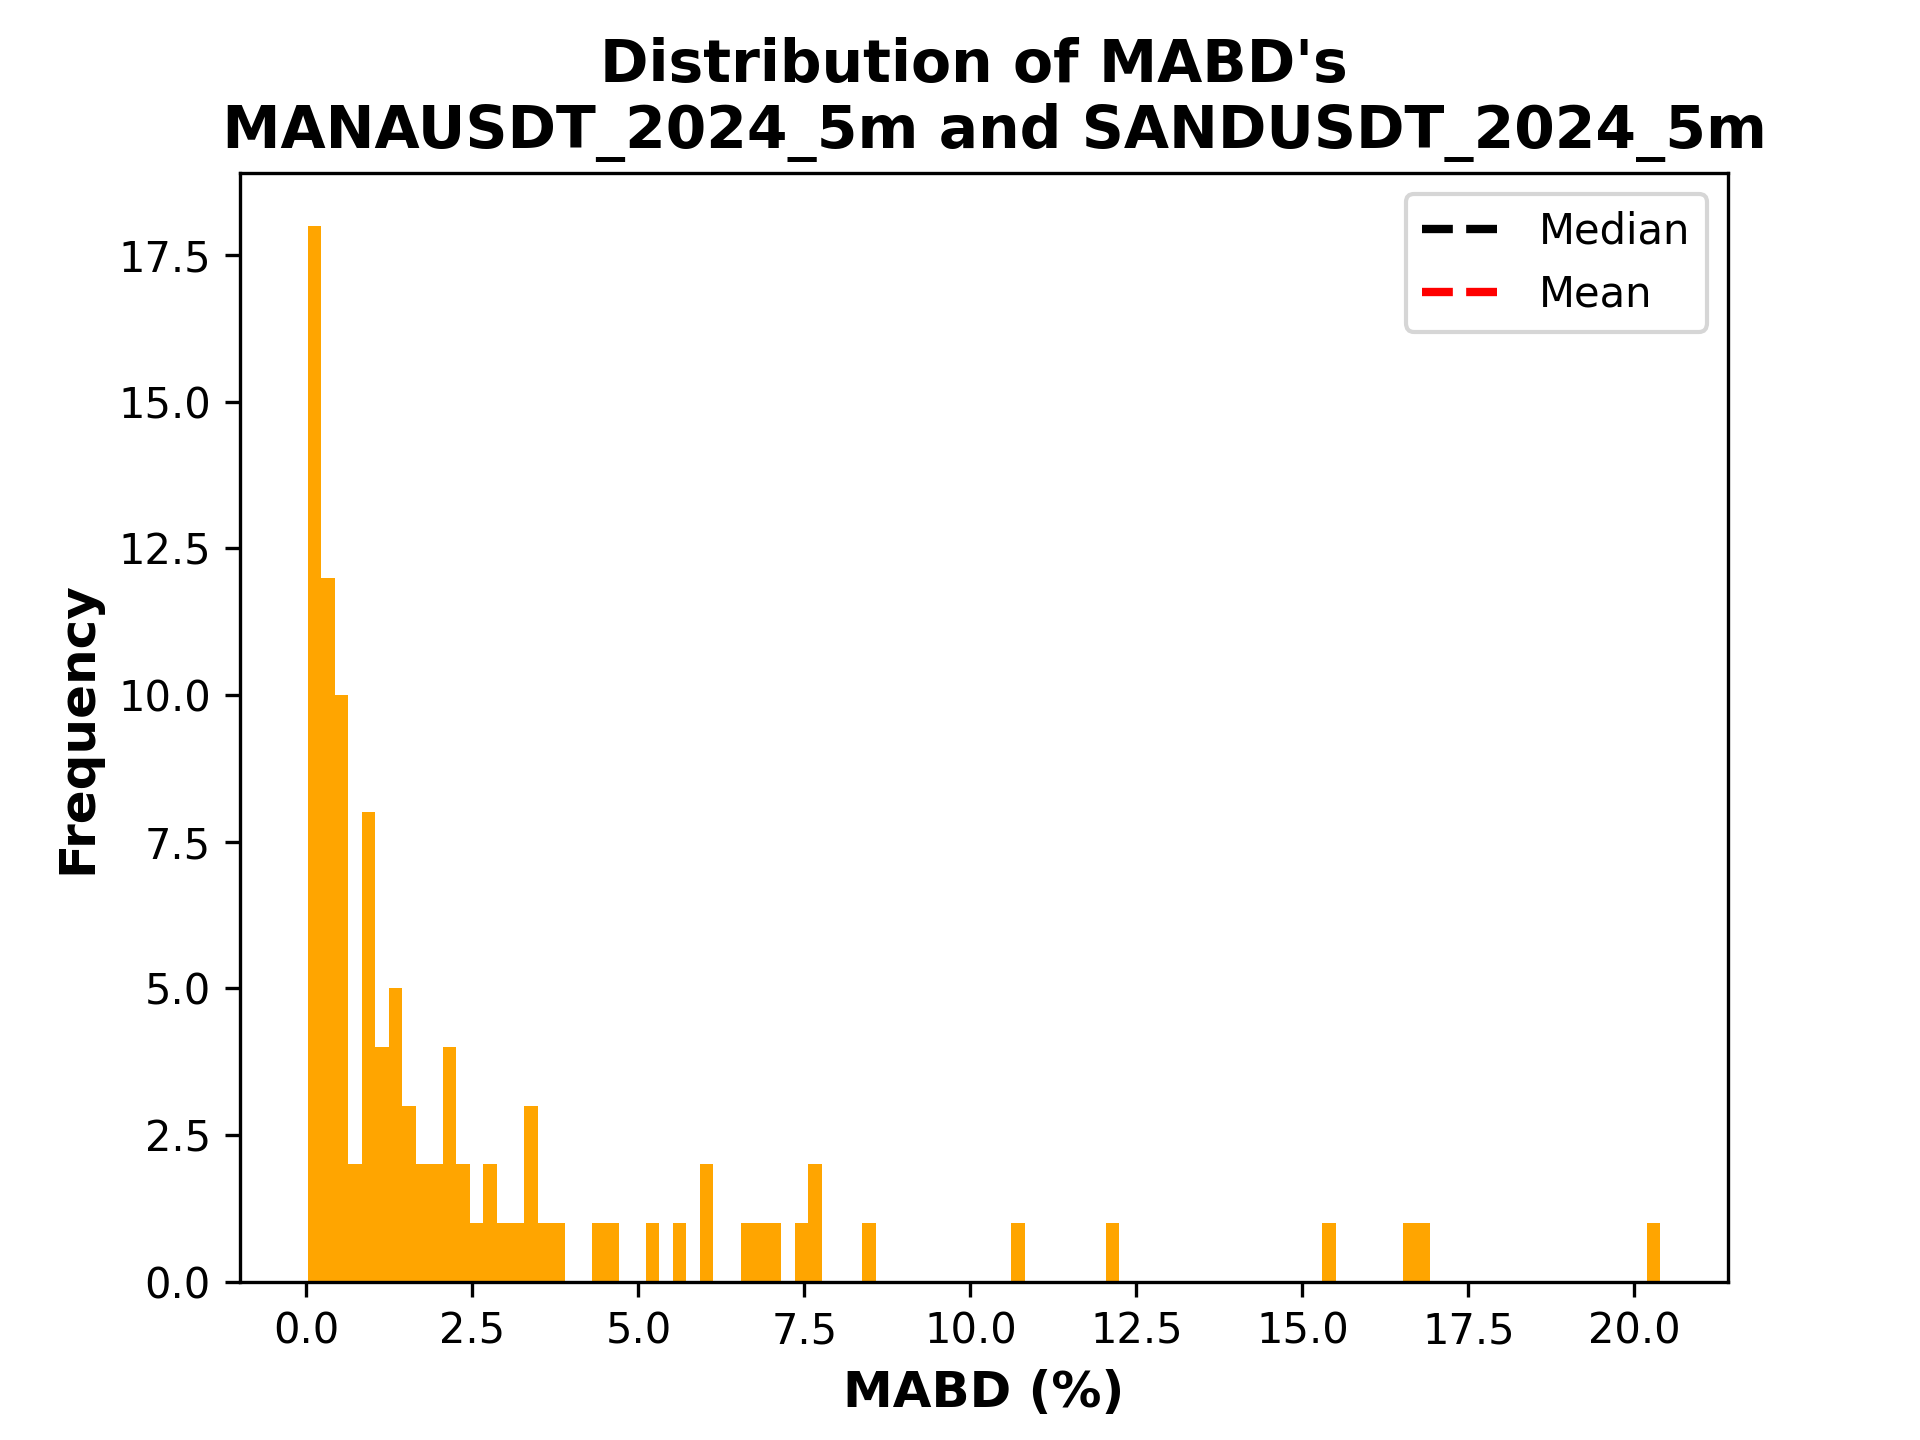 Distribution of MABD's
MANAUSDT_2024_5m and SANDUSDT_2024_5m
Median
Mean
17.5
15.0
12.5
10.0
7.5
5.0
2.5
0.0
Frequency
0.0 2.5 5.0 7.5 10.0 12.5 15.0 17.5 20.0
MABD (%)